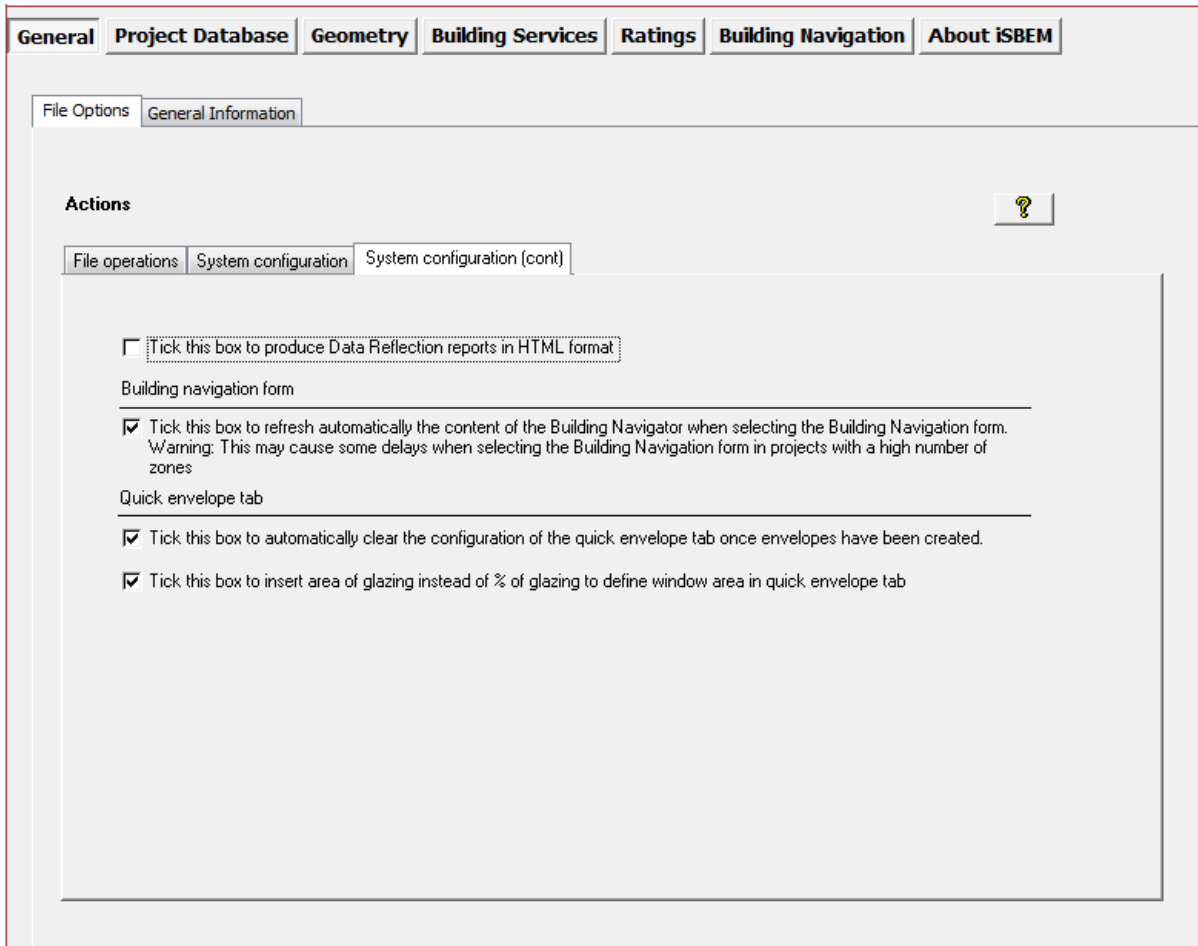 General Project Database Geometry Building Services Ratings Building Navigation About iSBEM
File Options General Information
Actions
?
File operations System configuration System configuration (cont)
Tick this box to produce Data Reflection reports in HTML format
Building navigation form
Tick this box to refresh automatically the content of the Building Navigator when selecting the Building Navigation form.
Warning: This may cause some delays when selecting the Building Navigation form in projects with a high number of
zones
Quick envelope tab
Tick this box to automatically clear the configuration of the quick envelope tab once envelopes have been created.
Tick this box to insert area of glazing instead of % of glazing to define window area in quick envelope tab